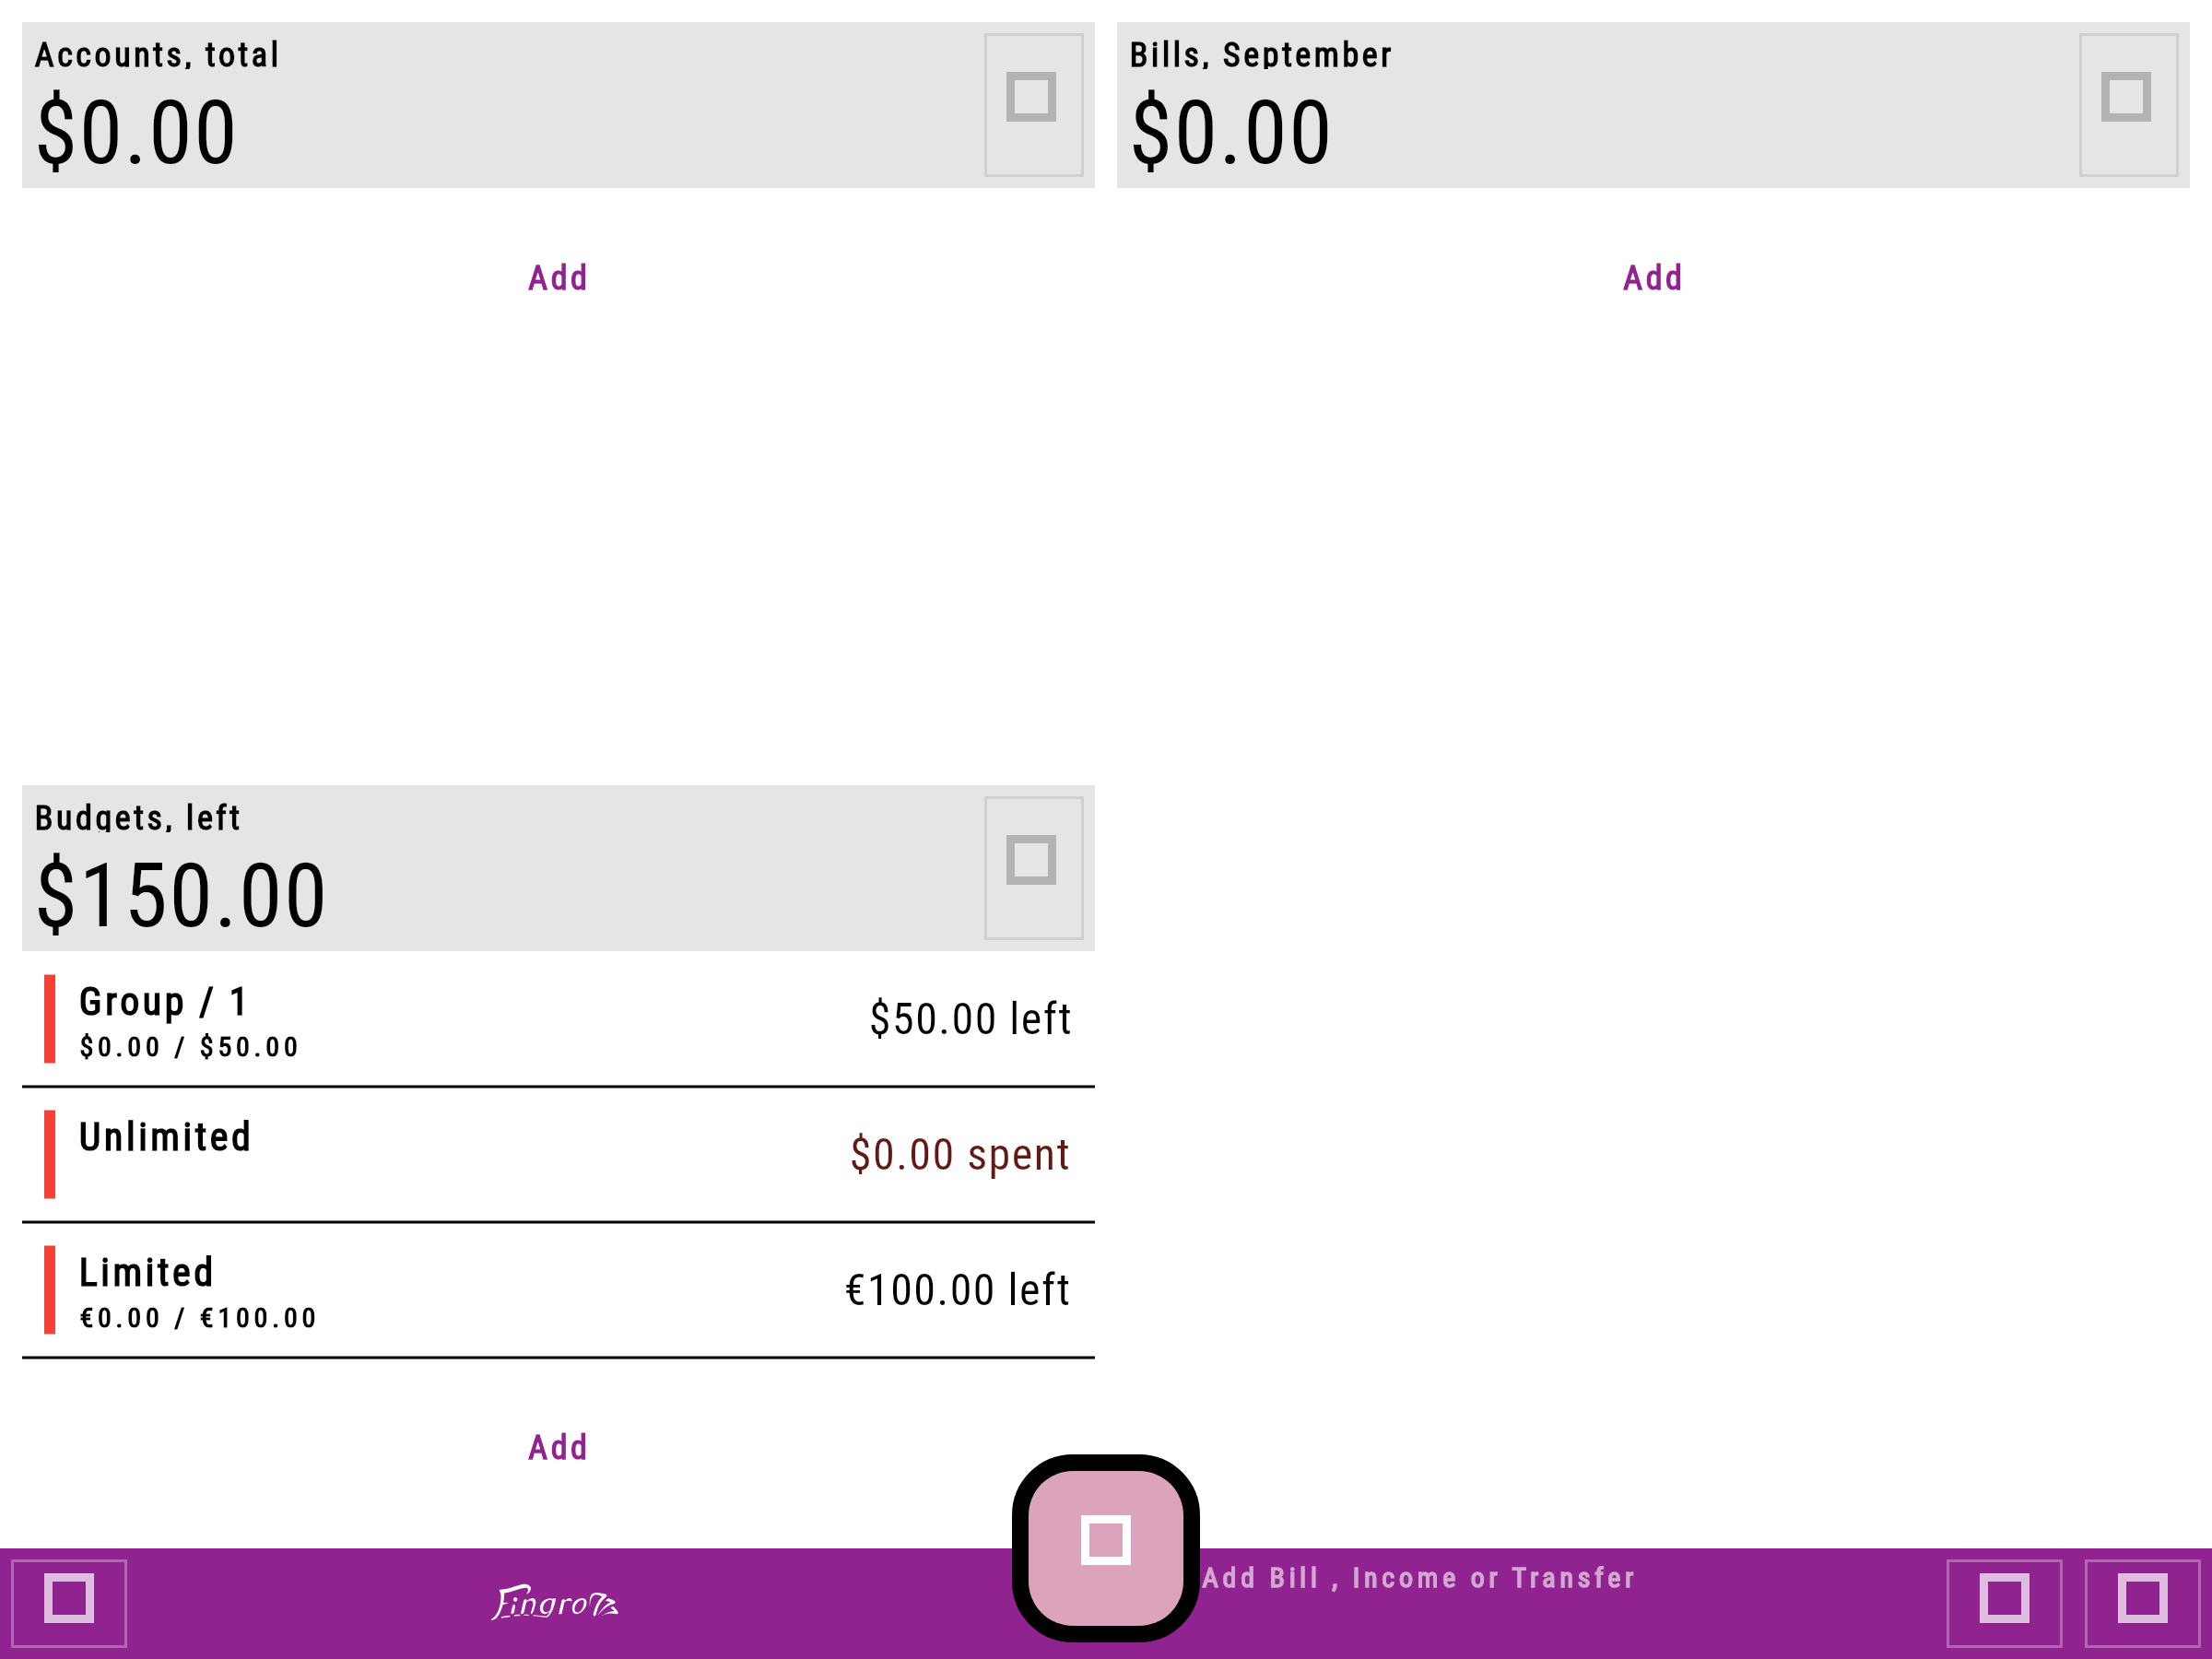 Accounts, total
$0.00
Add
Bills, September
$0.00
Add
Budgets, left
$150.00
Group / 1
$0.00 / $50.00
$50.00 left
Unlimited
$0.00 spent
Limited
€0.00 / €100.00
€100.00 left
Add
Add Bill , Income or Transfer